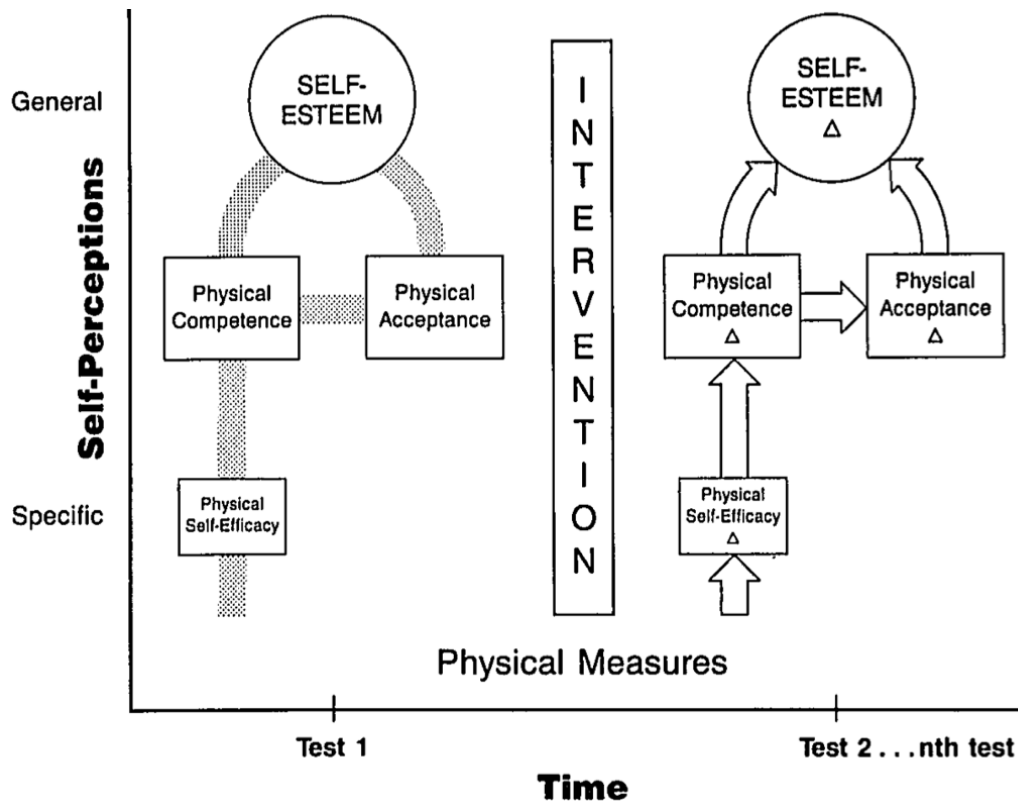 General
Self-Perceptions
Specific
SELF-
ESTEEM
Physical
Competence
Physical
Acceptance
Physical
Self-Efficacy
INTERVENTION
SELF-
ESTEEM
Δ
Physical
Competence
Δ
Physical
Acceptance
Δ
Physical
Self-Efficacy
Δ
Physical Measures
Test 1
Test 2 . . . nth test
Time